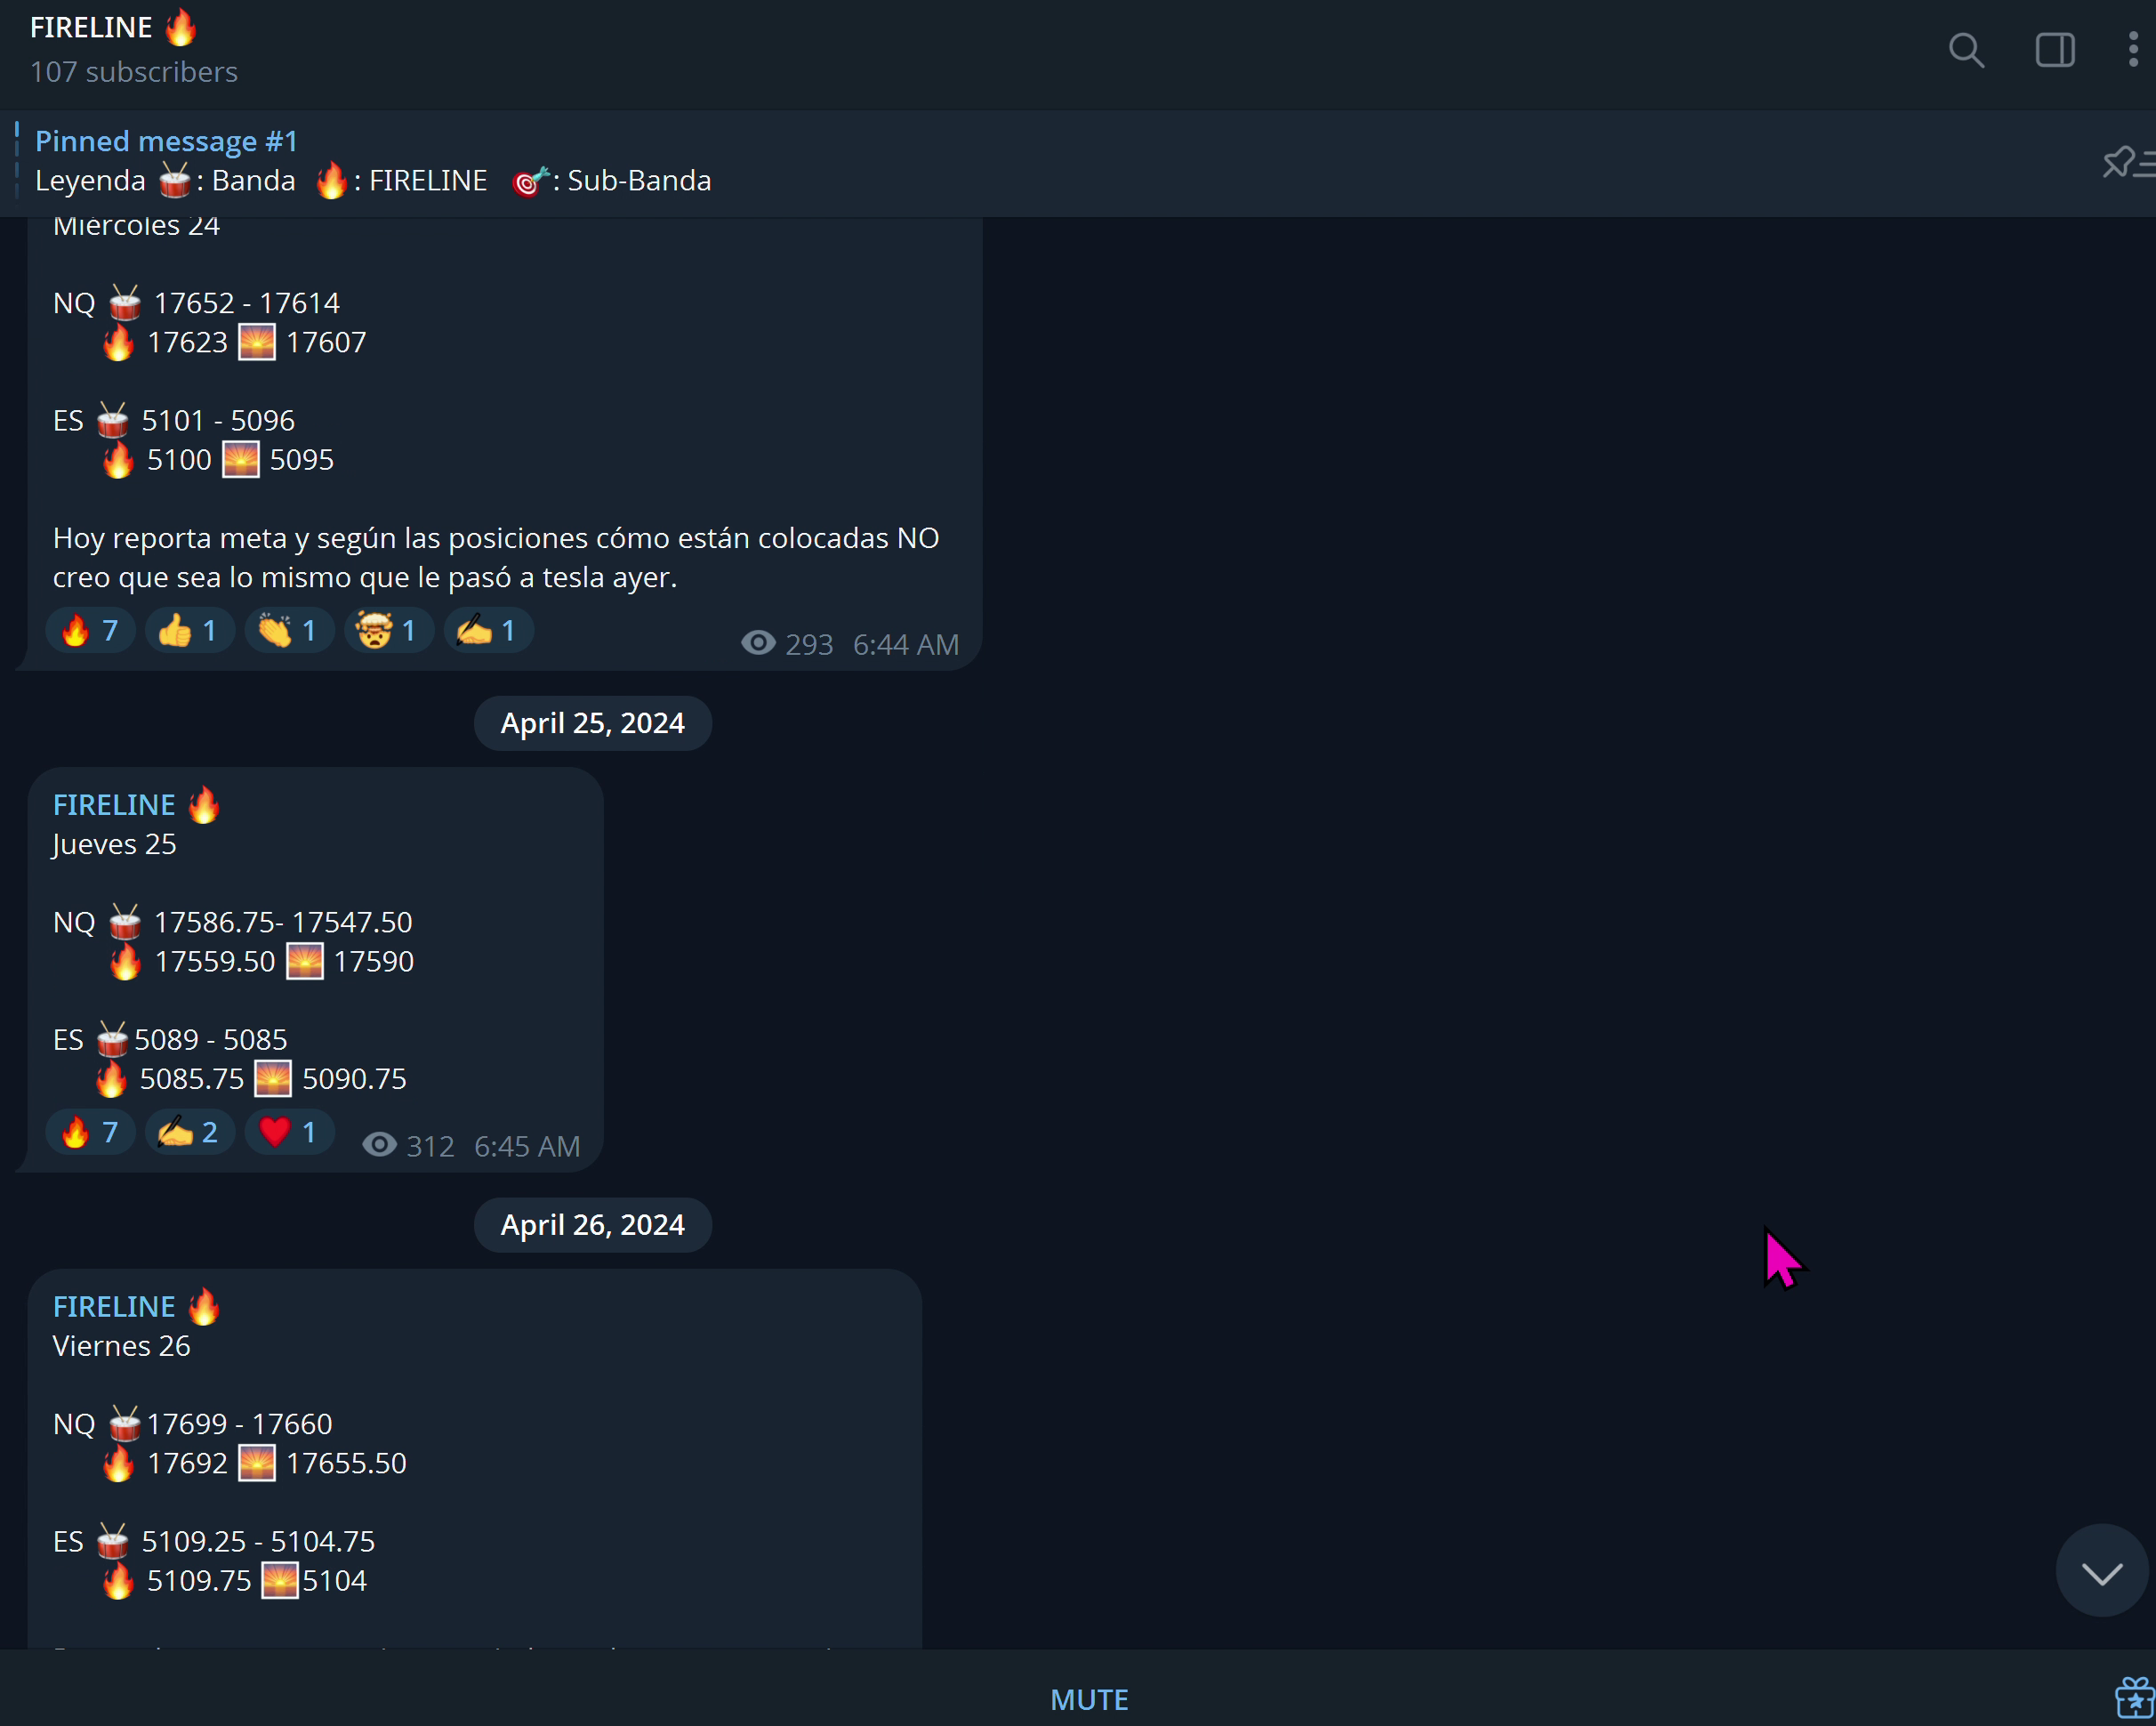 FIRELINE 🔥
107 subscribers
Pinned message #1
Leyenda 🥁: Banda 🔥: FIRELINE 🎯: Sub-Banda
Miércoles 24
NQ 🥁 17652 - 17614
🔥 17623 🌅 17607
ES 🥁 5101 - 5096
🔥 5100 🌅 5095
Hoy reporta meta y según las posiciones cómo están colocadas NO
creo que sea lo mismo que le pasó a tesla ayer.
🔥 7 👍 1 👏 1 🤯 1 ✍ 1 293 6:44 AM
April 25, 2024
FIRELINE 🔥
Jueves 25
NQ 🥁 17586.75- 17547.50
🔥 17559.50 🌅 17590
ES 🥁5089 - 5085
🔥 5085.75 🌅 5090.75
🔥 7 ✍ 2 ❤ 1 312 6:45 AM
April 26, 2024
FIRELINE 🔥
Viernes 26
NQ 🥁17699 - 17660
🔥 17692 🌅 17655.50
ES 🥁 5109.25 - 5104.75
🔥 5109.75 🌅5104
MUTE